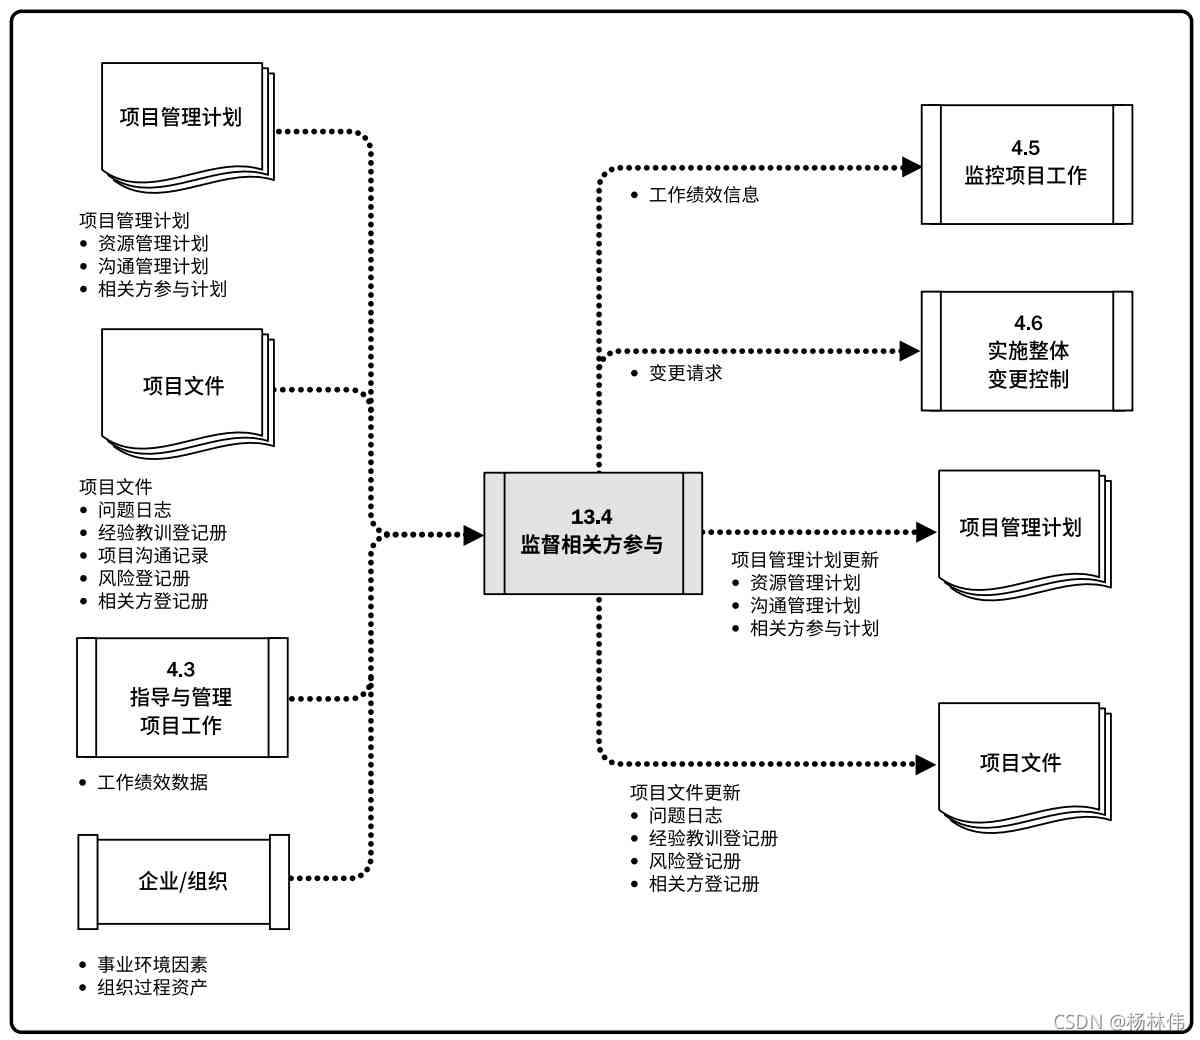 项目管理计划
项目管理计划
• 资源管理计划
• 沟通管理计划
• 相关方参与计划
项目文件
项目文件
• 问题日志
• 经验教训登记册
• 项目沟通记录
• 风险登记册
• 相关方登记册
4.3
指导与管理
项目工作
• 工作绩效数据
企业/组织
• 事业环境因素
• 组织过程资产
13.4
监督相关方参与
4.5
监控项目工作
• 工作绩效信息
4.6
实施整体
变更控制
• 变更请求
项目管理计划
项目管理计划更新
• 资源管理计划
• 沟通管理计划
• 相关方参与计划
项目文件
项目文件更新
• 问题日志
• 经验教训登记册
• 风险登记册
• 相关方登记册
CSDN @杨林伟